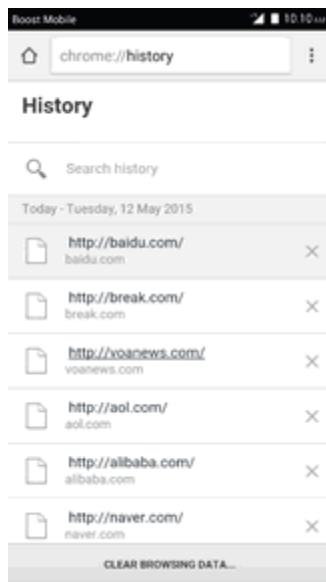 Boost Mobile 10:10 AM
chrome://history
History
Search history
Today - Tuesday, 12 May 2015
http://baidu.com/
baidu.com
http://break.com/
break.com
http://voanews.com/
voanews.com
http://aol.com/
aol.com
http://alibaba.com/
alibaba.com
http://naver.com/
naver.com
CLEAR BROWSING DATA...